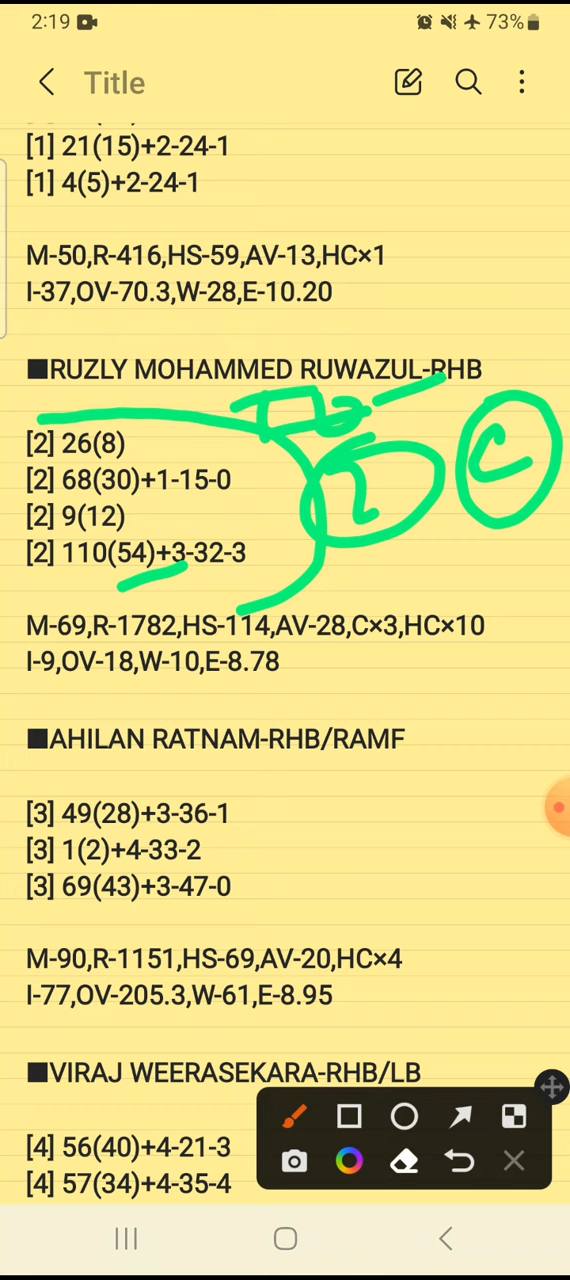 2:19
73%
Title
[1] 21(15)+2-24-1
[1] 4(5)+2-24-1
M-50,R-416,HS-59,AV-13,HC×1
I-37,OV-70.3,W-28,E-10.20
■RUZLY MOHAMMED RUWAZUL-RHB
[2] 26(8)
[2] 68(30)+1-15-0
[2] 9(12)
[2] 110(54)+3-32-3
2
C
M-69,R-1782,HS-114,AV-28,C×3,HC×10
I-9,OV-18,W-10,E-8.78
■AHILAN RATNAM-RHB/RAMF
[3] 49(28)+3-36-1
[3] 1(2)+4-33-2
[3] 69(43)+3-47-0
M-90,R-1151,HS-69,AV-20,HC×4
I-77,OV-205.3,W-61,E-8.95
■VIRAJ WEERASEKARA-RHB/LB
[4] 56(40)+4-21-3
[4] 57(34)+4-35-4